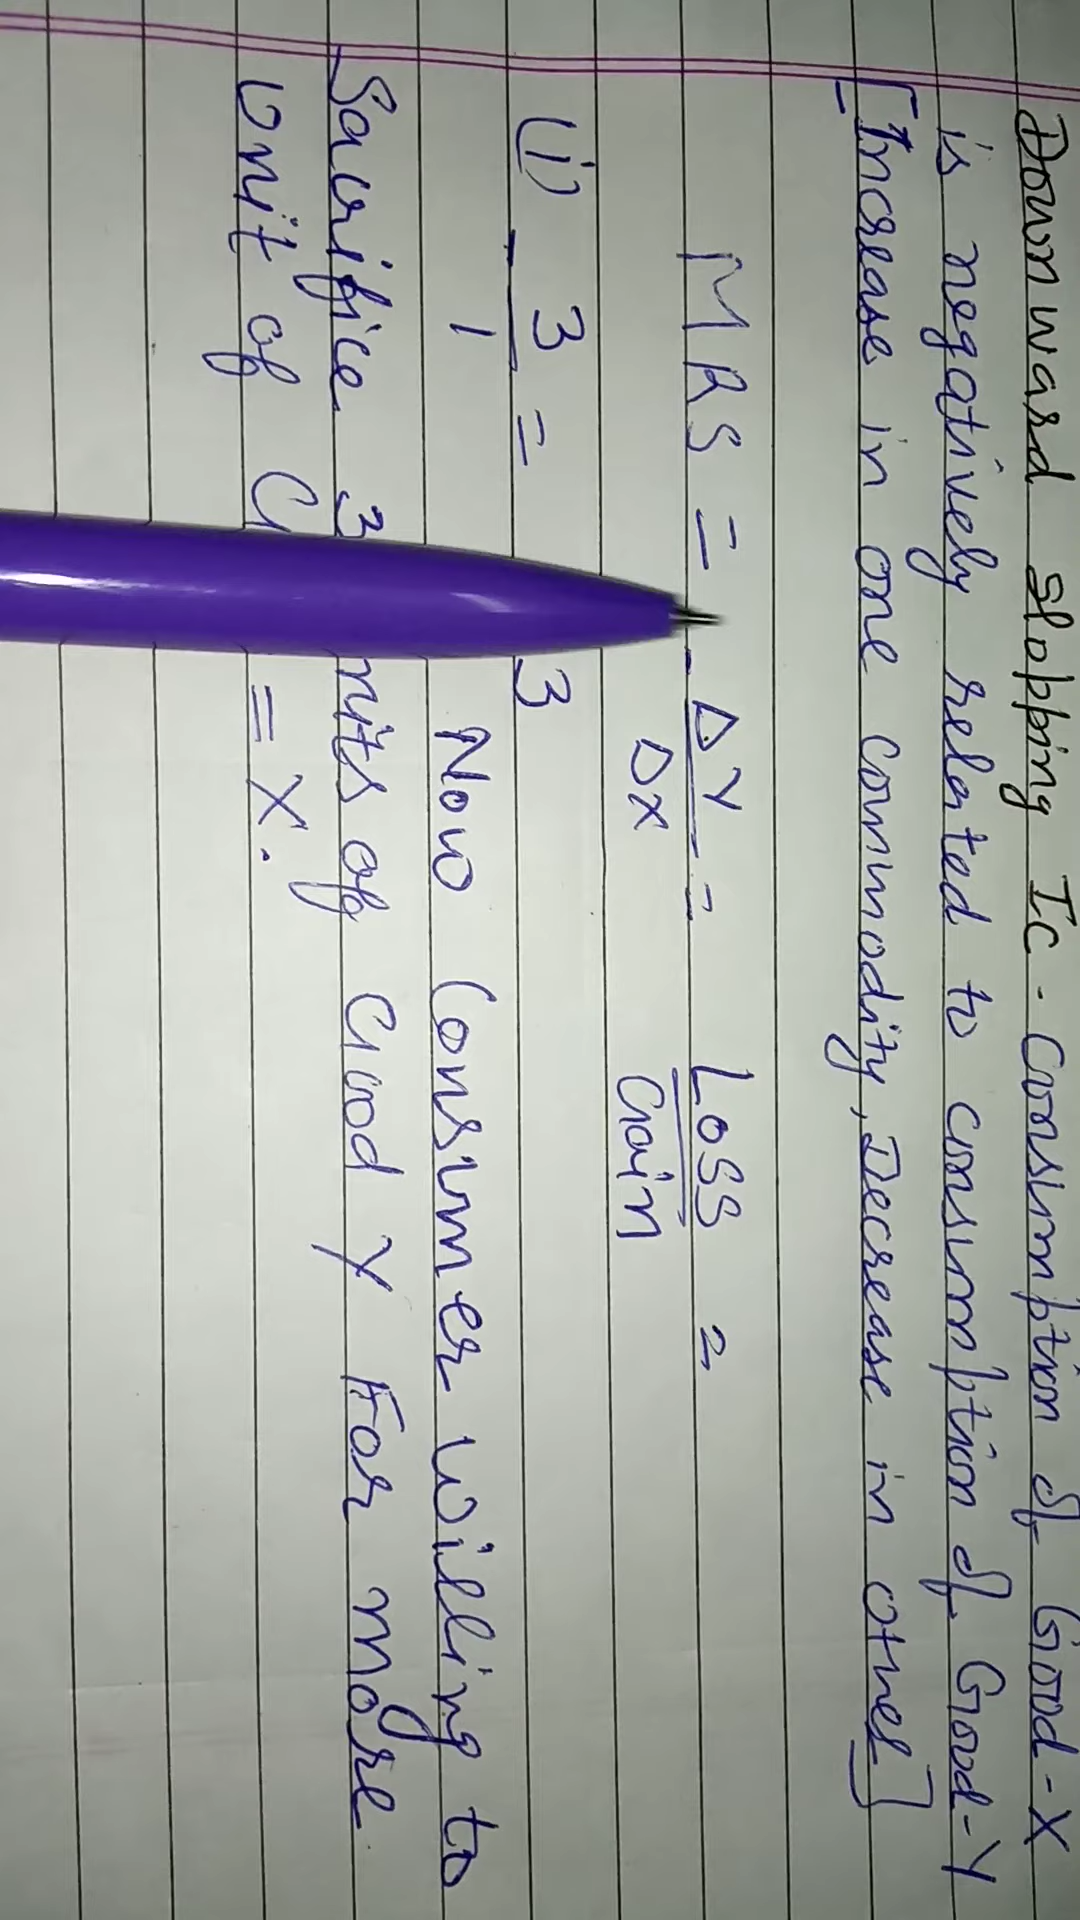 Downward slopping Ic - Consumption of Good-X
is negatively related to consumption of Good-Y
[Increase in one commodity, Decrease in other]
MRS = - ΔY/Δx = Loss/Gain =
(i) - 3/1 = 3
Now Consumer willing to
Sacrifice 3 nits of Good Y For more
Unit of G = X.